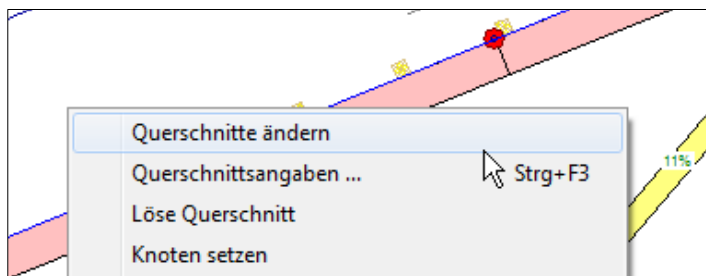 Querschnitte ändern
11%
Querschnittsangaben ... Strg+F3
Löse Querschnitt
Knoten setzen